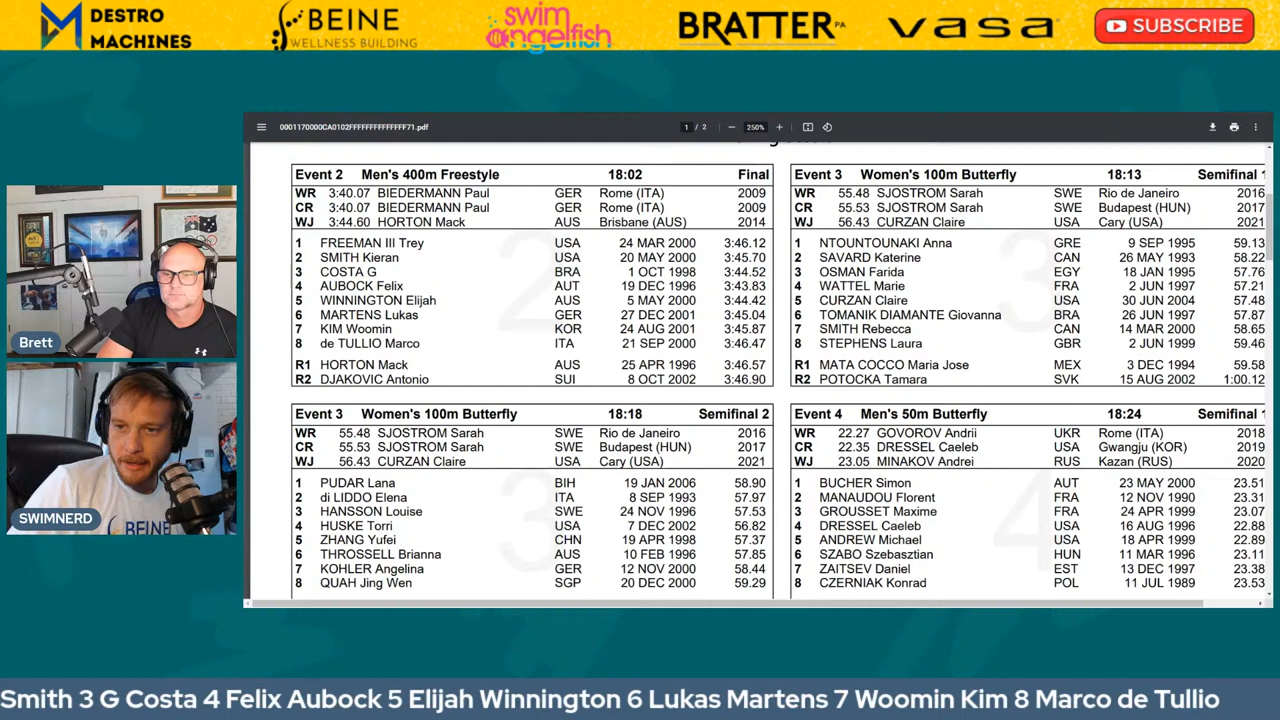 DESTRO
MACHINES
BEINE
WELLNESS BUILDING
swim
angelfish
BRATTER PA
vasa
SUBSCRIBE
0001170000CA0102FFFFFFFFFFFFFF71.pdf
1 / 2
250%
Event 2 Men's 400m Freestyle 18:02 Final
WR 3:40.07 BIEDERMANN Paul GER Rome (ITA) 2009
CR 3:40.07 BIEDERMANN Paul GER Rome (ITA) 2009
WJ 3:44.60 HORTON Mack AUS Brisbane (AUS) 2014
1 FREEMAN III Trey USA 24 MAR 2000 3:46.12
2 SMITH Kieran USA 20 MAY 2000 3:45.70
3 COSTA G BRA 1 OCT 1998 3:44.52
4 AUBOCK Felix AUT 19 DEC 1996 3:43.83
5 WINNINGTON Elijah AUS 5 MAY 2000 3:44.42
6 MARTENS Lukas GER 27 DEC 2001 3:45.04
7 KIM Woomin KOR 24 AUG 2001 3:45.87
8 de TULLIO Marco ITA 21 SEP 2000 3:46.47
R1 HORTON Mack AUS 25 APR 1996 3:46.57
R2 DJAKOVIC Antonio SUI 8 OCT 2002 3:46.90
2
Event 3 Women's 100m Butterfly 18:13 Semifinal 1
WR 55.48 SJOSTROM Sarah SWE Rio de Janeiro 2016
CR 55.53 SJOSTROM Sarah SWE Budapest (HUN) 2017
WJ 56.43 CURZAN Claire USA Cary (USA) 2021
1 NTOUNTOUNAKI Anna GRE 9 SEP 1995 59.13
2 SAVARD Katerine CAN 26 MAY 1993 58.22
3 OSMAN Farida EGY 18 JAN 1995 57.76
4 WATTEL Marie FRA 2 JUN 1997 57.21
5 CURZAN Claire USA 30 JUN 2004 57.48
6 TOMANIK DIAMANTE Giovanna BRA 26 JUN 1997 57.87
7 SMITH Rebecca CAN 14 MAR 2000 58.65
8 STEPHENS Laura GBR 2 JUN 1999 59.46
R1 MATA COCCO Maria Jose MEX 3 DEC 1994 59.58
R2 POTOCKA Tamara SVK 15 AUG 2002 1:00.12
3
Event 3 Women's 100m Butterfly 18:18 Semifinal 2
WR 55.48 SJOSTROM Sarah SWE Rio de Janeiro 2016
CR 55.53 SJOSTROM Sarah SWE Budapest (HUN) 2017
WJ 56.43 CURZAN Claire USA Cary (USA) 2021
1 PUDAR Lana BIH 19 JAN 2006 58.90
2 di LIDDO Elena ITA 8 SEP 1993 57.97
3 HANSSON Louise SWE 24 NOV 1996 57.53
4 HUSKE Torri USA 7 DEC 2002 56.82
5 ZHANG Yufei CHN 19 APR 1998 57.37
6 THROSSELL Brianna AUS 10 FEB 1996 57.85
7 KOHLER Angelina GER 12 NOV 2000 58.44
8 QUAH Jing Wen SGP 20 DEC 2000 59.29
3
Event 4 Men's 50m Butterfly 18:24 Semifinal 1
WR 22.27 GOVOROV Andrii UKR Rome (ITA) 2018
CR 22.35 DRESSEL Caeleb USA Gwangju (KOR) 2019
WJ 23.05 MINAKOV Andrei RUS Kazan (RUS) 2020
1 BUCHER Simon AUT 23 MAY 2000 23.51
2 MANAUDOU Florent FRA 12 NOV 1990 23.31
3 GROUSSET Maxime FRA 24 APR 1999 23.07
4 DRESSEL Caeleb USA 16 AUG 1996 22.88
5 ANDREW Michael USA 18 APR 1999 22.89
6 SZABO Szebasztian HUN 11 MAR 1996 23.11
7 ZAITSEV Daniel EST 13 DEC 1997 23.38
8 CZERNIAK Konrad POL 11 JUL 1989 23.53
4
Brett
SWIMNERD
BEINE
Smith 3 G Costa 4 Felix Aubock 5 Elijah Winnington 6 Lukas Martens 7 Woomin Kim 8 Marco de Tullio